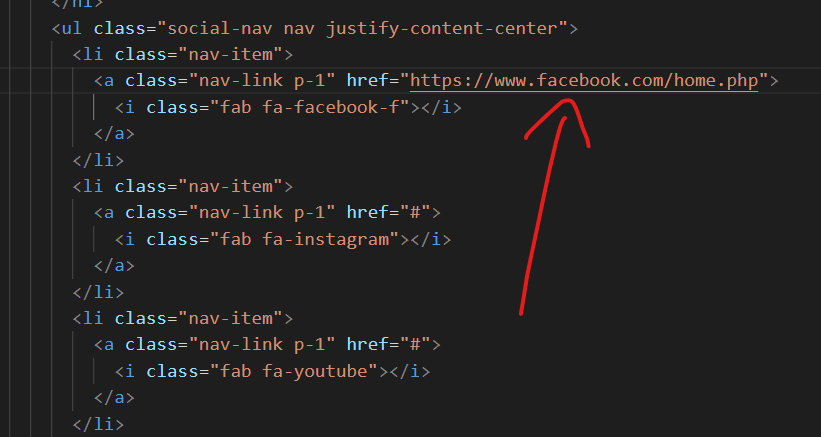 </h1>
<ul class="social-nav nav justify-content-center">
<li class="nav-item">
<a class="nav-link p-1" href="https://www.facebook.com/home.php">
<i class="fab fa-facebook-f"></i>
</a>
</li>
<li class="nav-item">
<a class="nav-link p-1" href="#">
<i class="fab fa-instagram"></i>
</a>
</li>
<li class="nav-item">
<a class="nav-link p-1" href="#">
<i class="fab fa-youtube"></i>
</a>
</li>